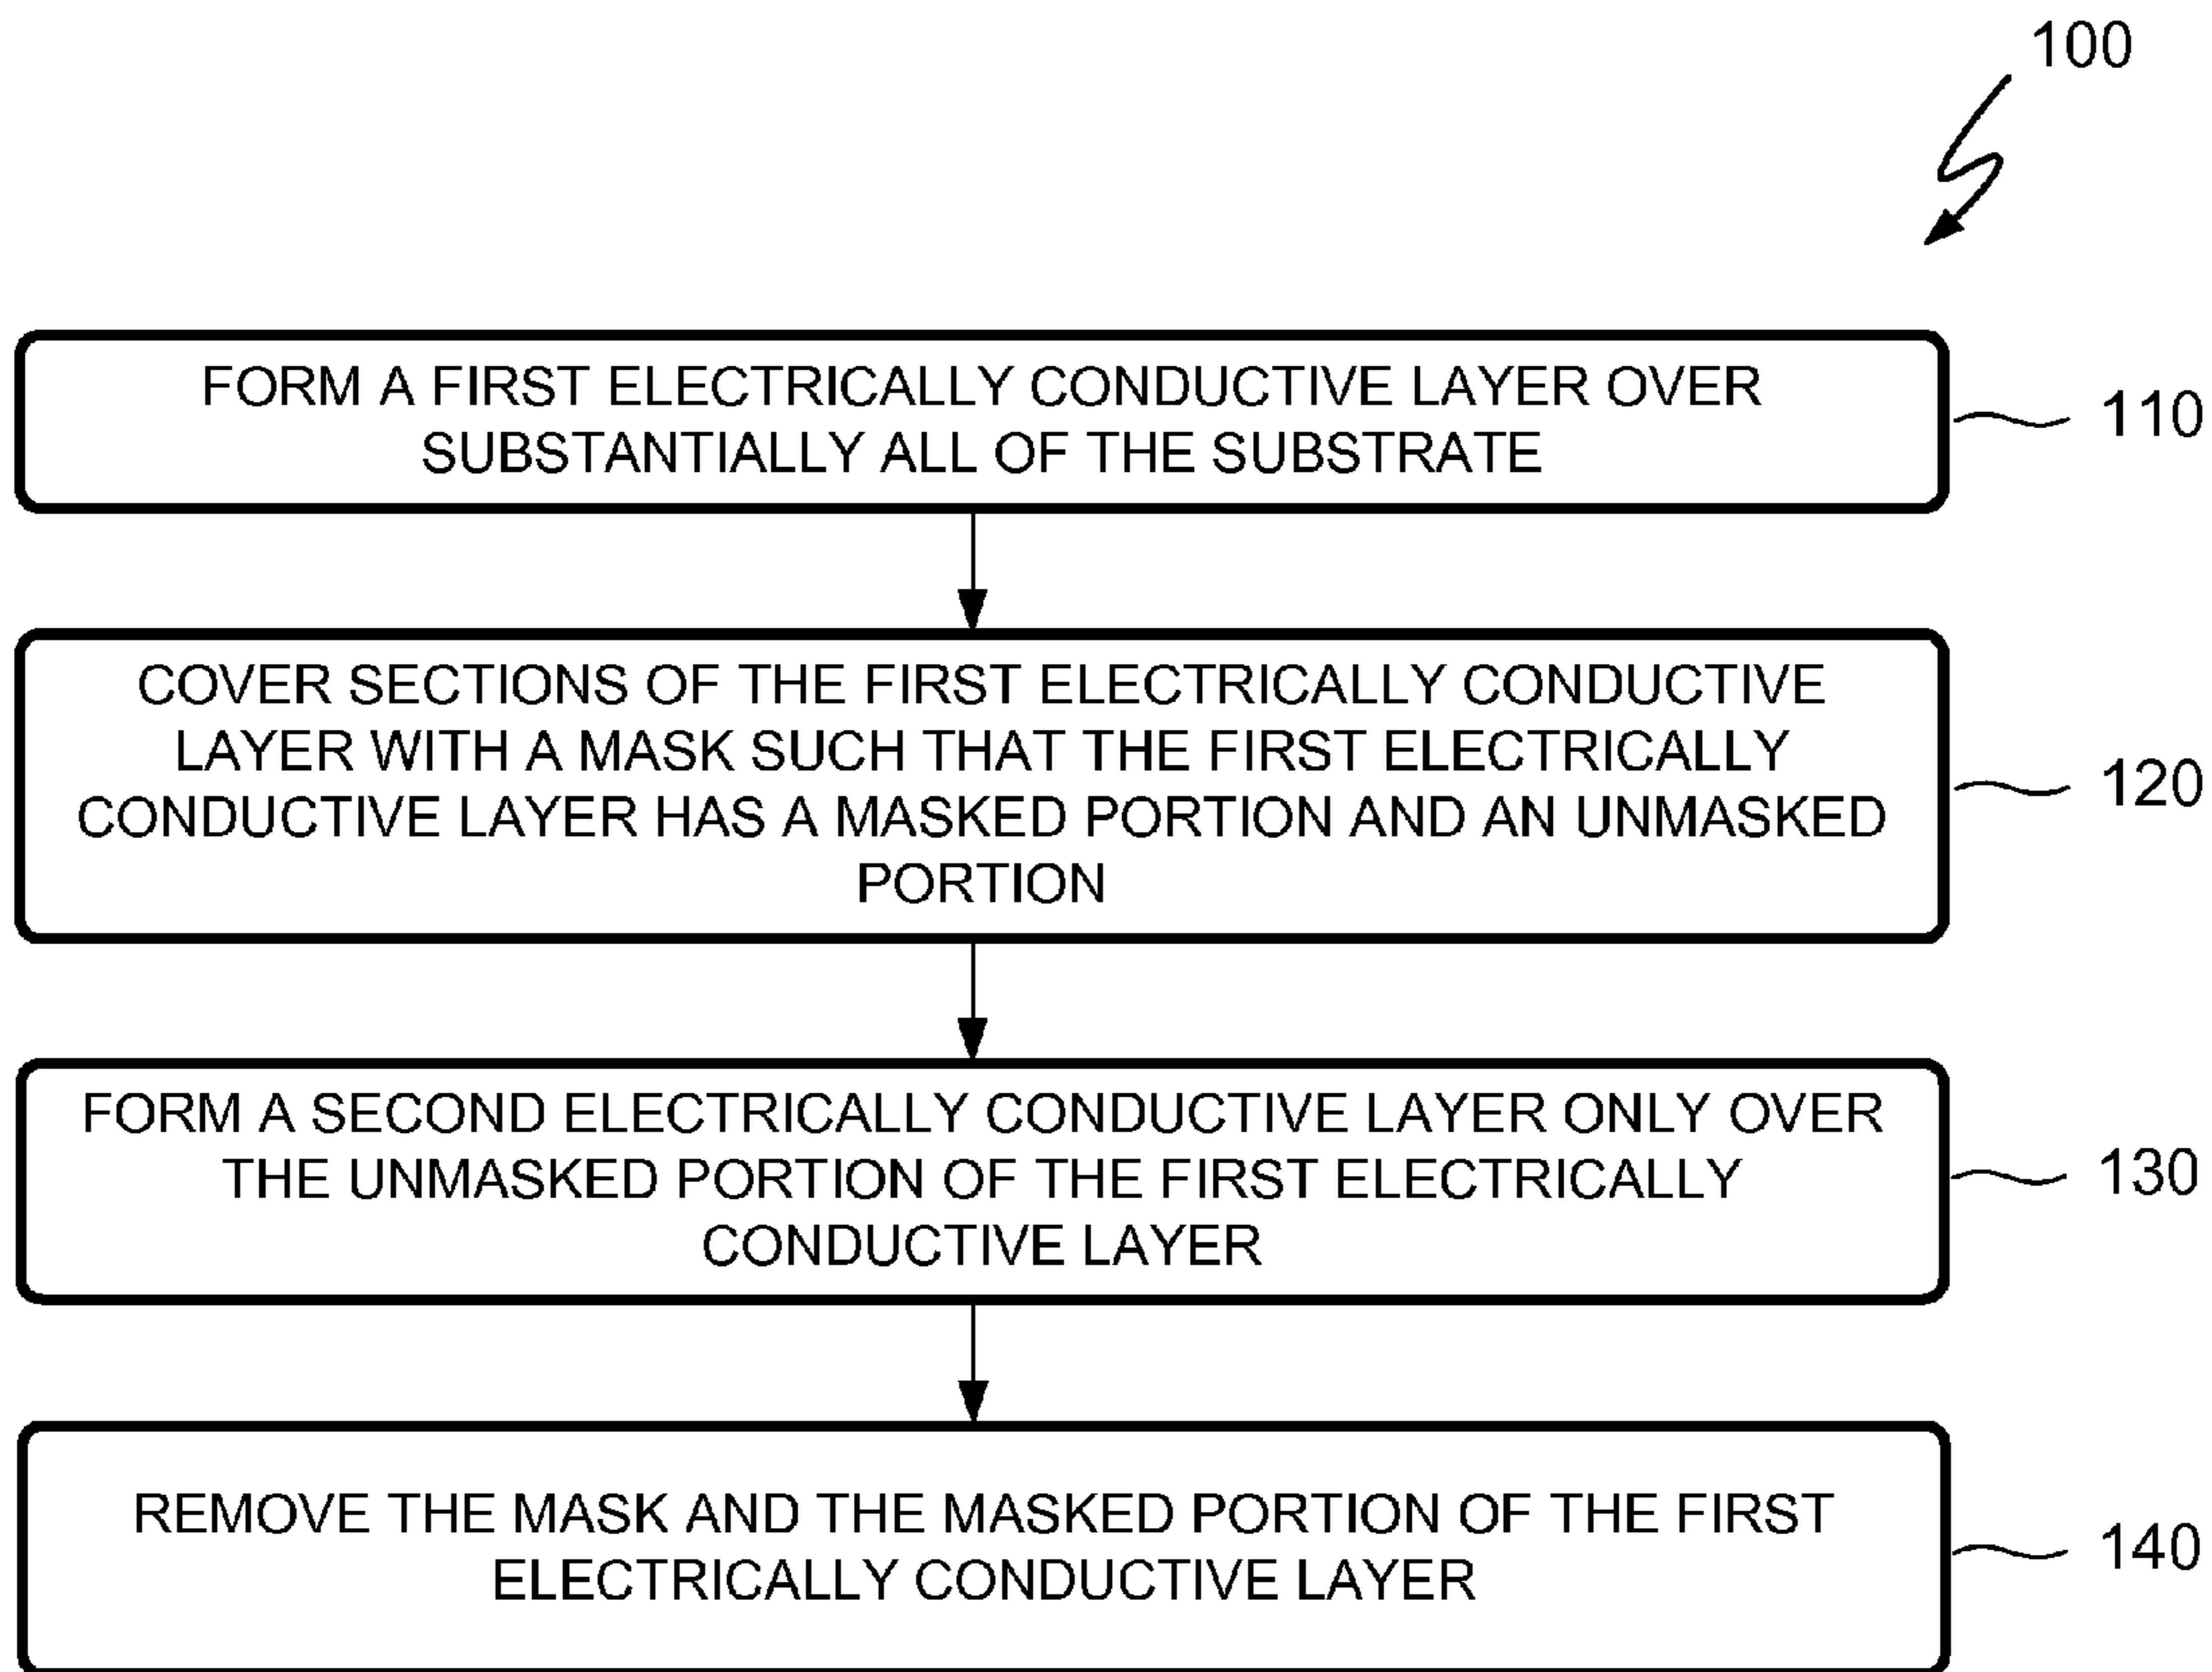 100
FORM A FIRST ELECTRICALLY CONDUCTIVE LAYER OVER
SUBSTANTIALLY ALL OF THE SUBSTRATE
110
COVER SECTIONS OF THE FIRST ELECTRICALLY CONDUCTIVE
LAYER WITH A MASK SUCH THAT THE FIRST ELECTRICALLY
CONDUCTIVE LAYER HAS A MASKED PORTION AND AN UNMASKED
PORTION
120
FORM A SECOND ELECTRICALLY CONDUCTIVE LAYER ONLY OVER
THE UNMASKED PORTION OF THE FIRST ELECTRICALLY
CONDUCTIVE LAYER
130
REMOVE THE MASK AND THE MASKED PORTION OF THE FIRST
ELECTRICALLY CONDUCTIVE LAYER
140